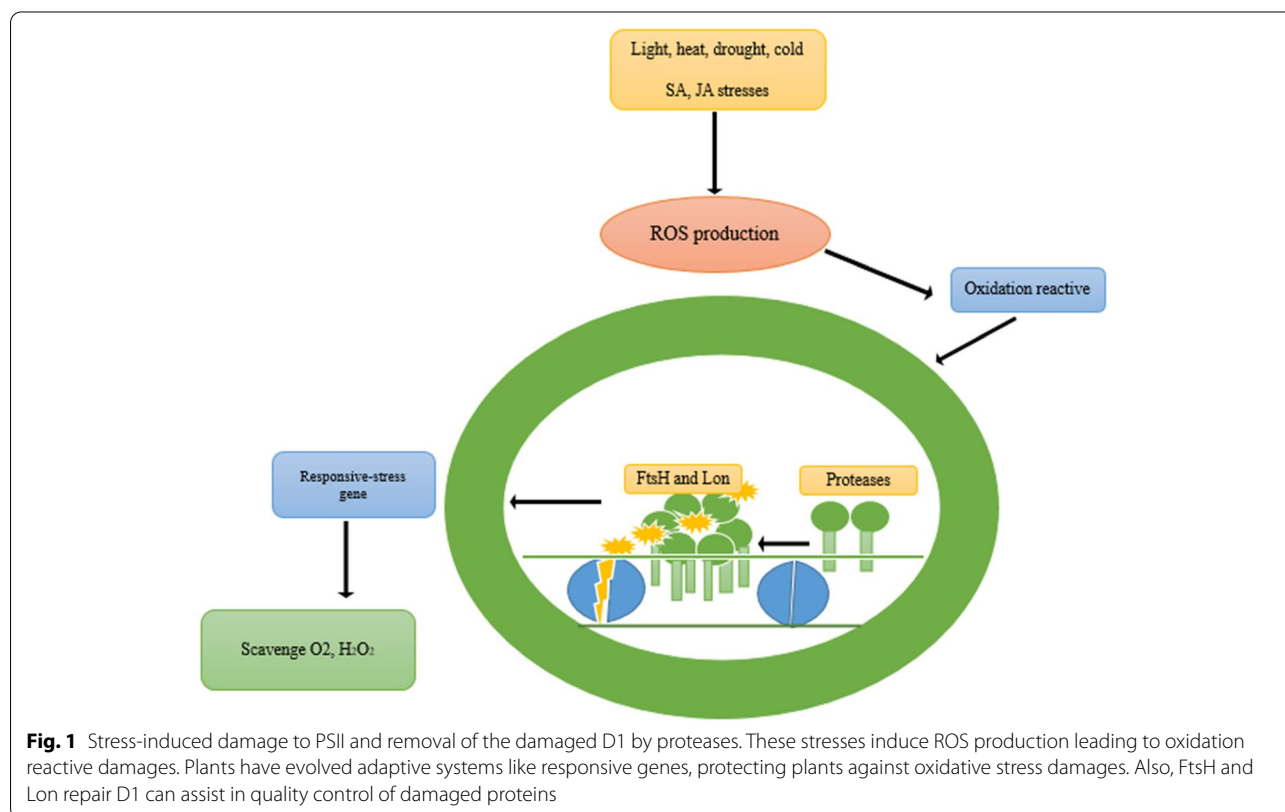 Light, heat, drought, cold
SA, JA stresses
ROS production
Oxidation reactive
FtsH and Lon
Proteases
Responsive-stress
gene
Scavenge O2, H₂O₂
Fig. 1 Stress-induced damage to PSII and removal of the damaged D1 by proteases. These stresses induce ROS production leading to oxidation
reactive damages. Plants have evolved adaptive systems like responsive genes, protecting plants against oxidative stress damages. Also, FtsH and
Lon repair D1 can assist in quality control of damaged proteins